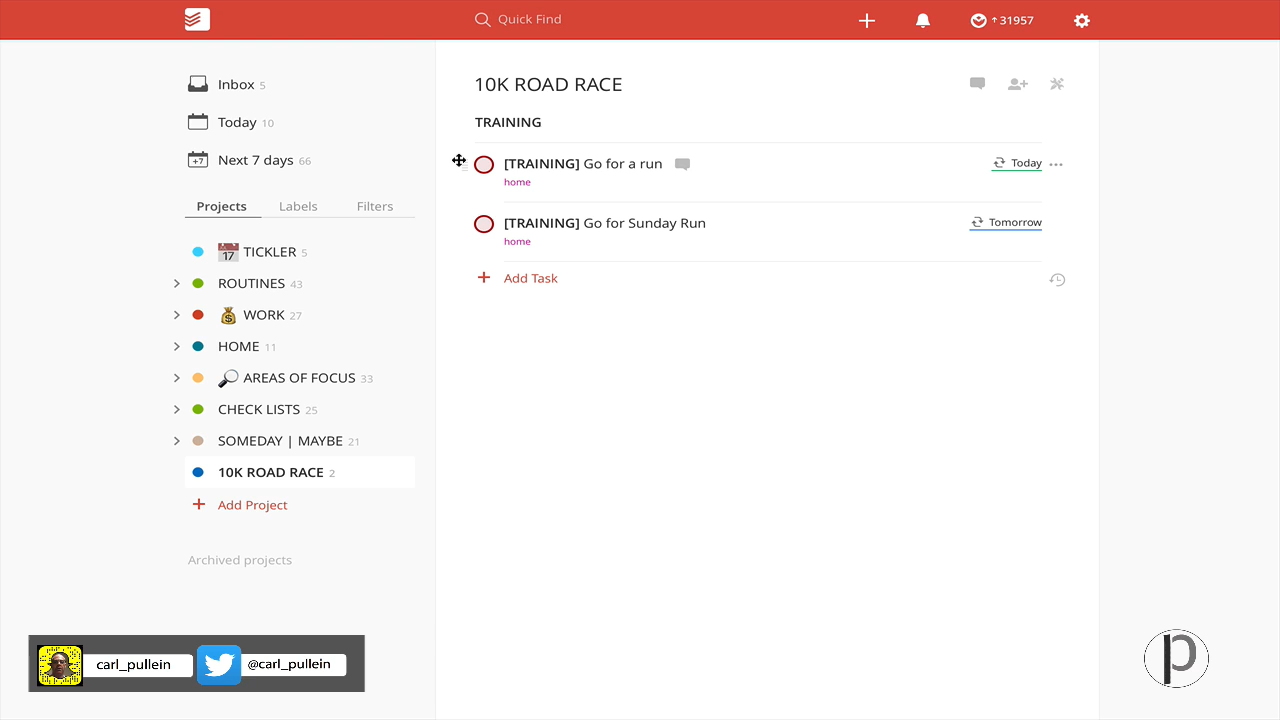 Quick Find
31957
Inbox 5
Today 10
+7 Next 7 days 66
Projects Labels Filters
17 TICKLER 5
ROUTINES 43
WORK 27
HOME 11
AREAS OF FOCUS 33
CHECK LISTS 25
SOMEDAY | MAYBE 21
10K ROAD RACE 2
+ Add Project
Archived projects
10K ROAD RACE
TRAINING
[TRAINING] Go for a run Today
home
[TRAINING] Go for Sunday Run Tomorrow
home
+ Add Task
carl_pullein @carl_pullein
p